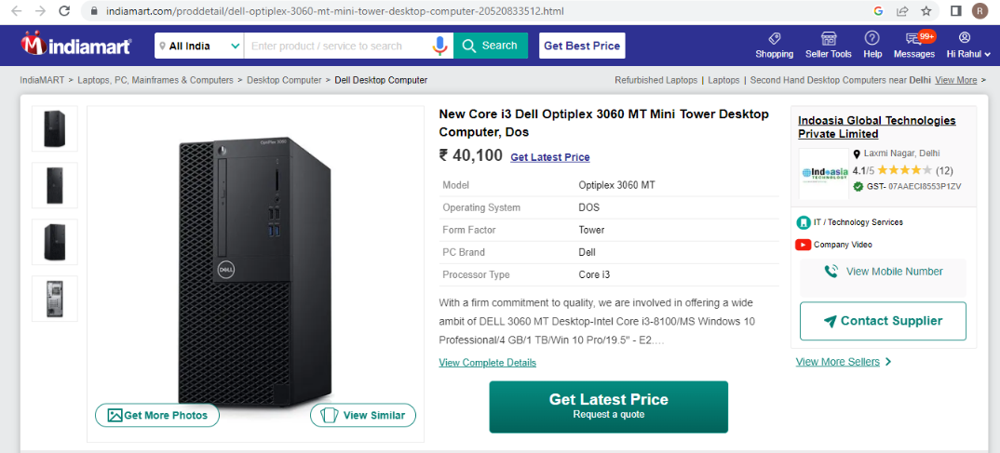 indiamart.com/proddetail/dell-optiplex-3060-mt-mini-tower-desktop-computer-20520833512.html
R
indiamart
All India
Enter product / service to search
Search
Get Best Price
Shopping
Seller Tools
Help
99+
Messages
Hi Rahul
IndiaMART > Laptops, PC, Mainframes & Computers > Desktop Computer > Dell Desktop Computer
Refurbished Laptops | Laptops | Second Hand Desktop Computers near Delhi View More >
OptiPlex 3060
DELL
Get More Photos
View Similar
New Core i3 Dell Optiplex 3060 MT Mini Tower Desktop
Computer, Dos
₹ 40,100 Get Latest Price
Model Optiplex 3060 MT
Operating System DOS
Form Factor Tower
PC Brand Dell
Processor Type Core i3
With a firm commitment to quality, we are involved in offering a wide
ambit of DELL 3060 MT Desktop-Intel Core i3-8100/MS Windows 10
Professional/4 GB/1 TB/Win 10 Pro/19.5" - E2....
View Complete Details
Get Latest Price
Request a quote
Indoasia Global Technologies
Private Limited
Indoasia
TECHNOLOGY
Laxmi Nagar, Delhi
4.1/5 (12)
GST- 07AAECI8553P1ZV
IT / Technology Services
Company Video
View Mobile Number
Contact Supplier
View More Sellers